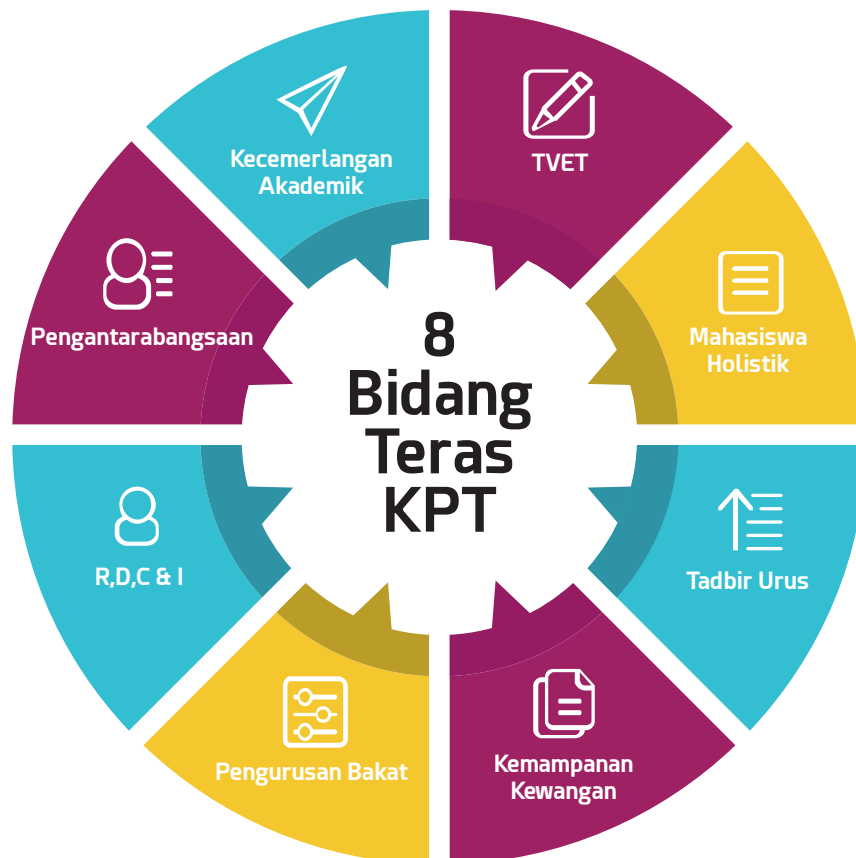 8
Bidang
Teras
KPT
TVET
Mahasiswa
Holistik
Tadbir Urus
Kemampanan
Kewangan
Pengurusan Bakat
R,D,C & I
Pengantarabangsaan
Kecemerlangan
Akademik